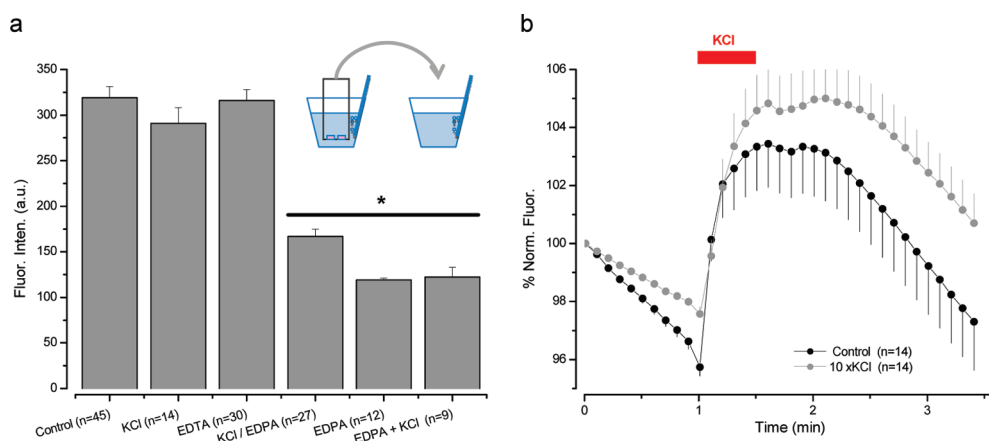 a
350
300
250
200
150
100
50
0
Fluor. Inten. (a.u.)
*
Control (n=45)
KCl (n=14)
EDTA (n=30)
KCl / EDPA (n=27)
EDPA (n=12)
EDPA + KCl (n=9)
b
KCl
106
104
102
100
98
96
% Norm. Fluor.
Control (n=14)
10 xKCl (n=14)
0
1
2
3
Time (min)